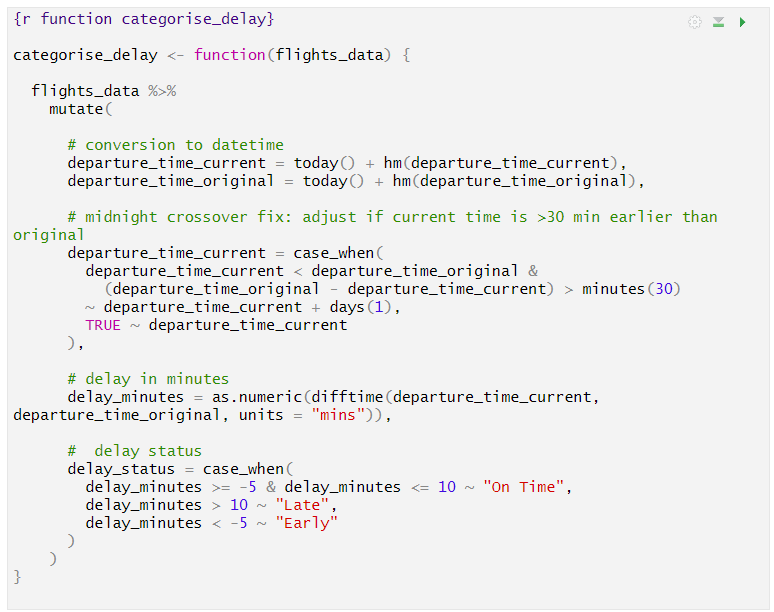 {r function categorise_delay}
categorise_delay <- function(flights_data) {
flights_data %>%
mutate(
# conversion to datetime
departure_time_current = today() + hm(departure_time_current),
departure_time_original = today() + hm(departure_time_original),
# midnight crossover fix: adjust if current time is >30 min earlier than
original
departure_time_current = case_when(
departure_time_current < departure_time_original &
(departure_time_original - departure_time_current) > minutes(30)
~ departure_time_current + days(1),
TRUE ~ departure_time_current
),
# delay in minutes
delay_minutes = as.numeric(difftime(departure_time_current,
departure_time_original, units = "mins")),
#  delay status
delay_status = case_when(
delay_minutes >= -5 & delay_minutes <= 10 ~ "On Time",
delay_minutes > 10 ~ "Late",
delay_minutes < -5 ~ "Early"
)
)
}